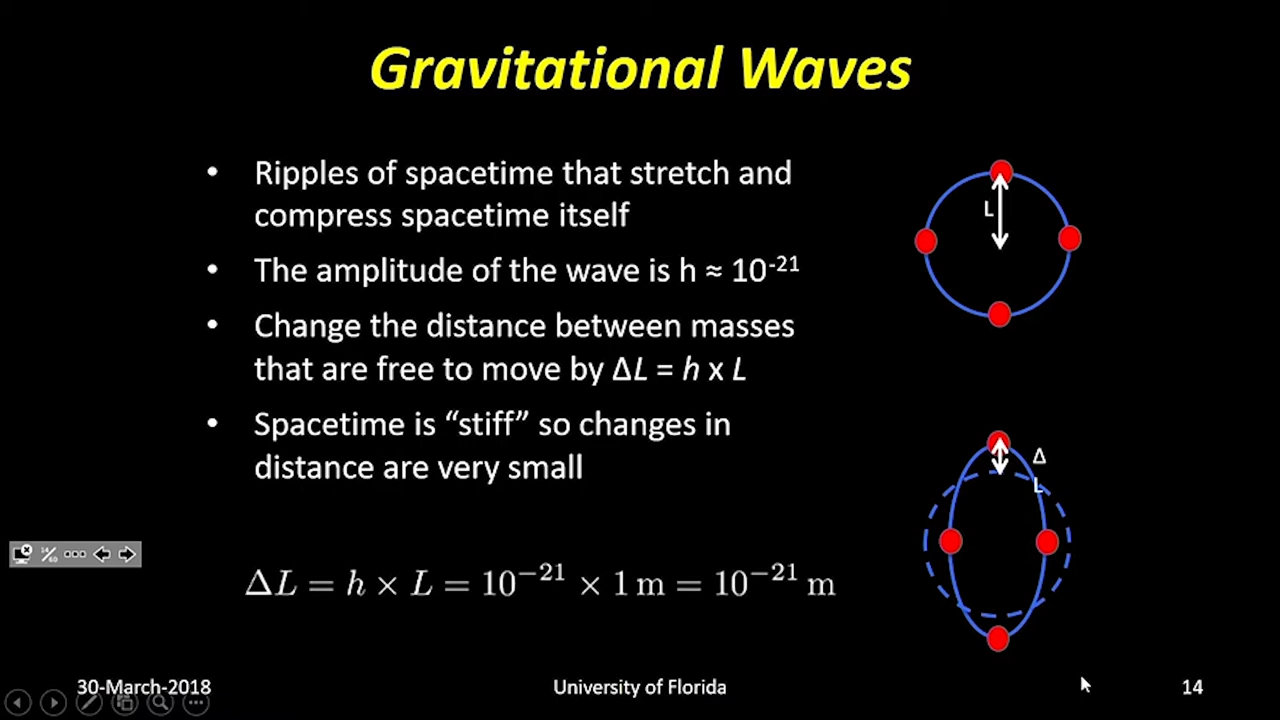 Gravitational Waves
• Ripples of spacetime that stretch and
compress spacetime itself
• The amplitude of the wave is h ≈ 10⁻²¹
• Change the distance between masses
that are free to move by ΔL = h x L
• Spacetime is “stiff” so changes in
distance are very small
ΔL = h × L = 10⁻²¹ × 1 m = 10⁻²¹ m
L
Δ
L
30-March-2018
University of Florida
14